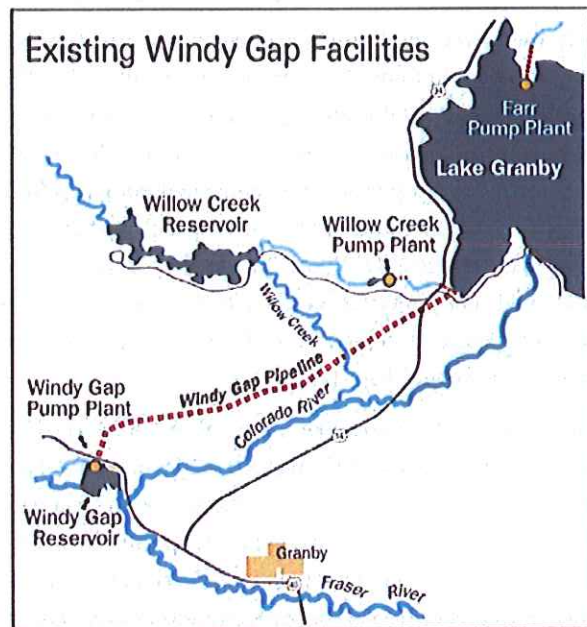 Existing Windy Gap Facilities
34
Farr
Pump Plant
Lake Granby
Willow Creek
Reservoir
Willow Creek
Pump Plant
Willow Creek
Windy Gap Pipeline
Windy Gap
Pump Plant
Colorado River
34
Windy Gap
Reservoir
Granby
40
Fraser River